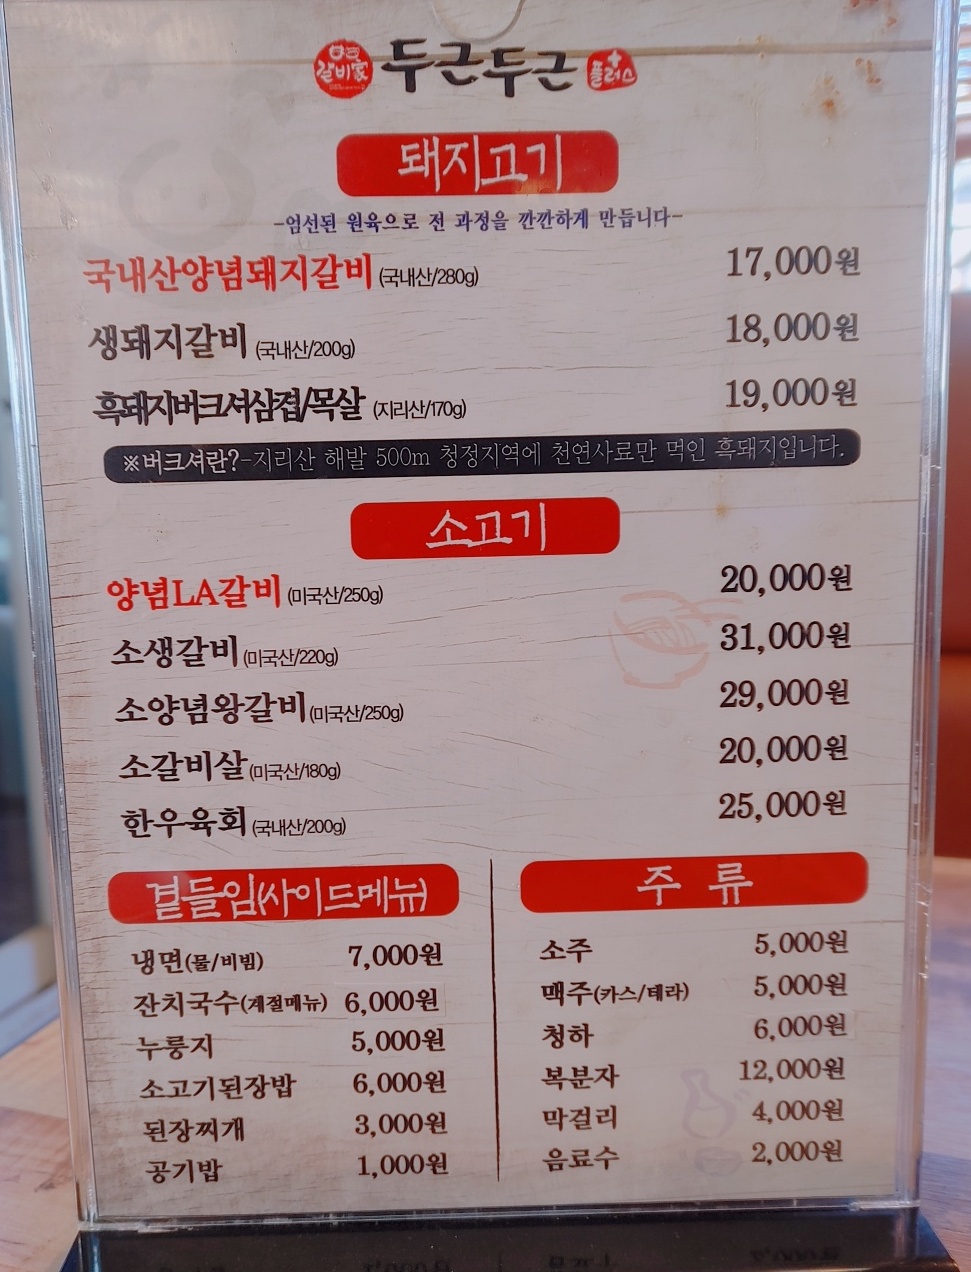 갈비家 두근두근 플러스
돼지고기
-엄선된 원육으로 전 과정을 깐깐하게 만듭니다-
국내산양념돼지갈비 (국내산/280g) 17,000원
생돼지갈비 (국내산/200g) 18,000원
흑돼지버크셔삼겹/목살 (지리산/170g) 19,000원
※버크셔란?-지리산 해발 500m 청정지역에 천연사료만 먹인 흑돼지입니다.
소고기
양념LA갈비 (미국산/250g) 20,000원
소생갈비 (미국산/220g) 31,000원
소양념왕갈비 (미국산/250g) 29,000원
소갈비살 (미국산/180g) 20,000원
한우육회 (국내산/200g) 25,000원
곁들임(사이드메뉴)
냉면(물/비빔) 7,000원
잔치국수(계절메뉴) 6,000원
누룽지 5,000원
소고기된장밥 6,000원
된장찌개 3,000원
공기밥 1,000원
주 류
소주 5,000원
맥주(카스/테라) 5,000원
청하 6,000원
복분자 12,000원
막걸리 4,000원
음료수 2,000원